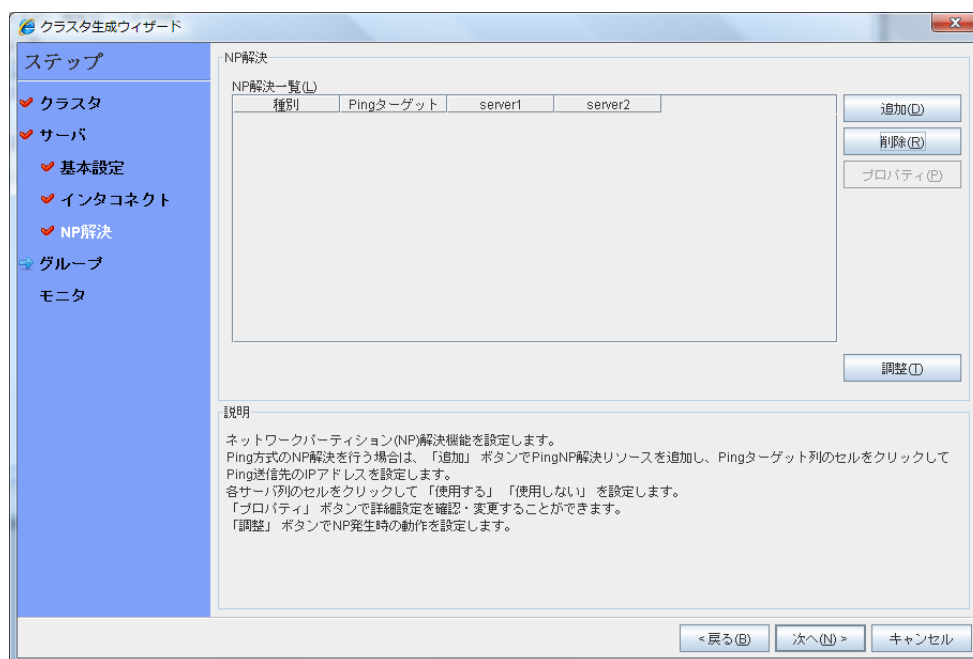 クラスタ生成ウィザード
ステップ
クラスタ
サーバ
基本設定
インタコネクト
NP解決
グループ
モニタ
NP解決
NP解決一覧(L)
種別 Pingターゲット server1 server2
追加(D)
削除(R)
プロパティ(P)
調整(T)
説明
ネットワークパーティション(NP)解決機能を設定します。
Ping方式のNP解決を行う場合は、「追加」 ボタンでPingNP解決リソースを追加し、Pingターゲット列のセルをクリックして
Ping送信先のIPアドレスを設定します。
各サーバ列のセルをクリックして 「使用する」 「使用しない」 を設定します。
「プロパティ」 ボタンで詳細設定を確認・変更することができます。
「調整」 ボタンでNP発生時の動作を設定します。
<戻る(B) 次へ(N)> キャンセル